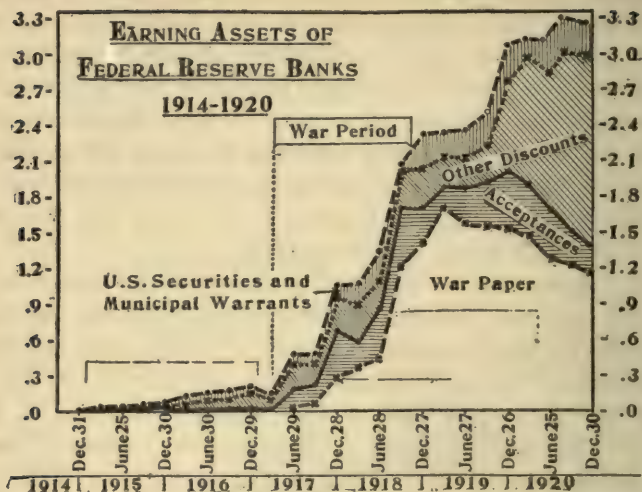 EARNING ASSETS OF
FEDERAL RESERVE BANKS
1914-1920
War Period
Other Discounts
Acceptances
U.S. Securities and
Municipal Warrants
War Paper
3.3-
3.0-
2.7-
2.4-
2.1-
1.8-
1.5-
1.2-
.9-
.6-
.3-
.0
-3.3
-3.0
-2.7
-2.4
-2.1
-1.8
-1.5
-1.2
-.9
-.6
-.3
-.0
Dec.31
June25
Dec.30
June30
Dec.29
June29
Dec.28
June28
Dec.27
June27
Dec.26
June25
Dec.30
1914 1915 1916 1917 1918 1919 1920